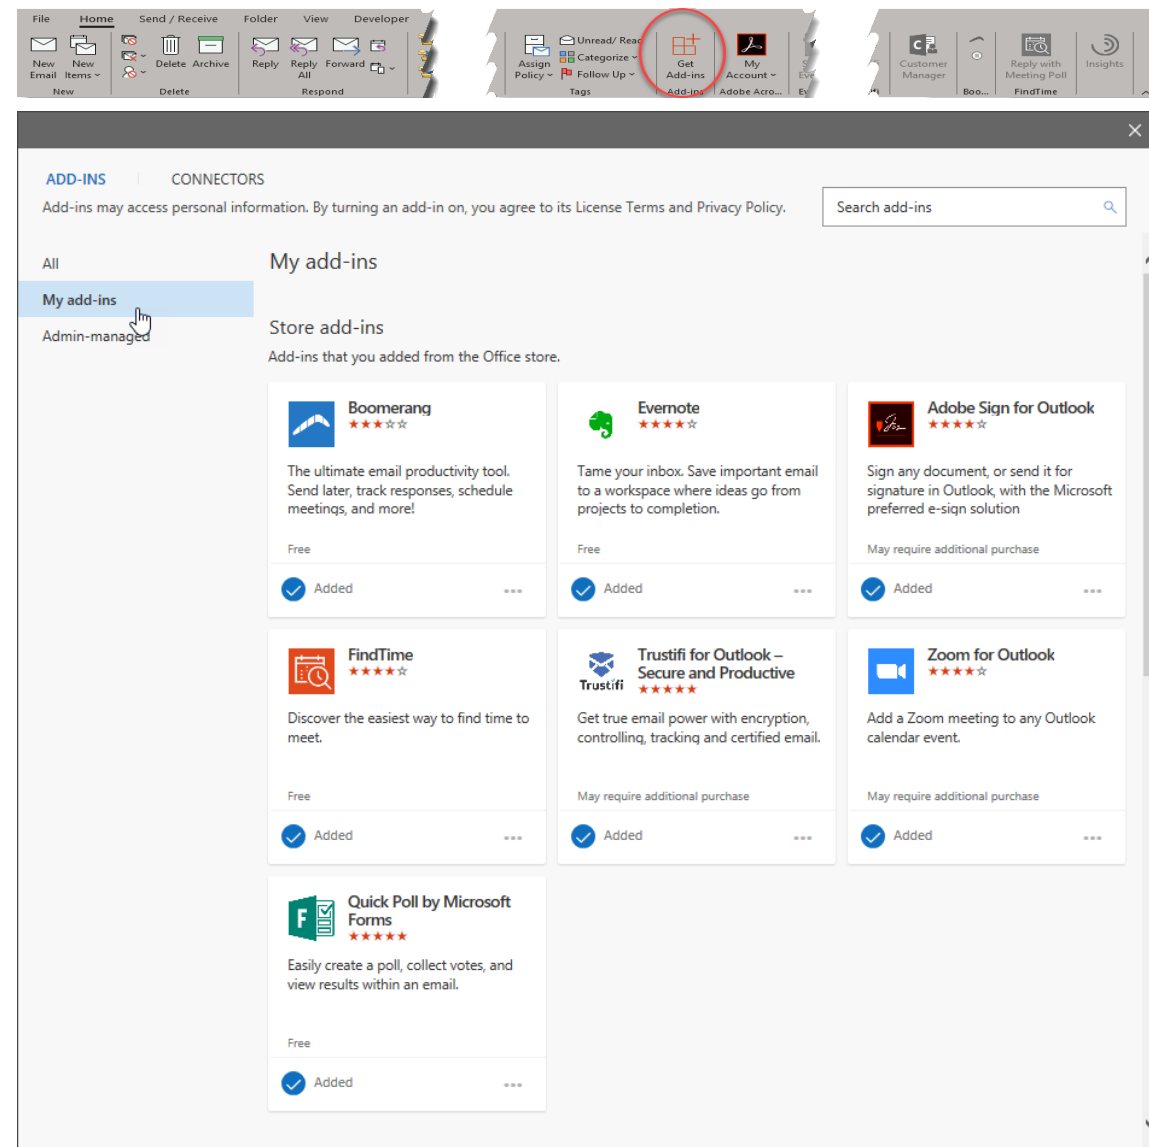 File Home Send / Receive Folder View Developer
New Email
New Items
Delete Archive
Reply
Reply All
Forward
New
Delete
Respond
Assign Policy
Unread/ Read
Categorize
Follow Up
Get Add-ins
My Account
Tags
Add-ins
Adobe Acro...
Customer Manager
Boo...
Reply with Meeting Poll
FindTime
Insights
ADD-INS CONNECTORS
Add-ins may access personal information. By turning an add-in on, you agree to its License Terms and Privacy Policy.
Search add-ins
All
My add-ins
Admin-managed
My add-ins
Store add-ins
Add-ins that you added from the Office store.
Boomerang
The ultimate email productivity tool.
Send later, track responses, schedule
meetings, and more!
Free
Added
Evernote
Tame your inbox. Save important email
to a workspace where ideas go from
projects to completion.
Free
Added
Adobe Sign for Outlook
Sign any document, or send it for
signature in Outlook, with the Microsoft
preferred e-sign solution
May require additional purchase
Added
FindTime
Discover the easiest way to find time to
meet.
Free
Added
Trustifi
Trustifi for Outlook –
Secure and Productive
Get true email power with encryption,
controlling, tracking and certified email.
May require additional purchase
Added
Zoom for Outlook
Add a Zoom meeting to any Outlook
calendar event.
May require additional purchase
Added
Quick Poll by Microsoft
Forms
Easily create a poll, collect votes, and
view results within an email.
Free
Added